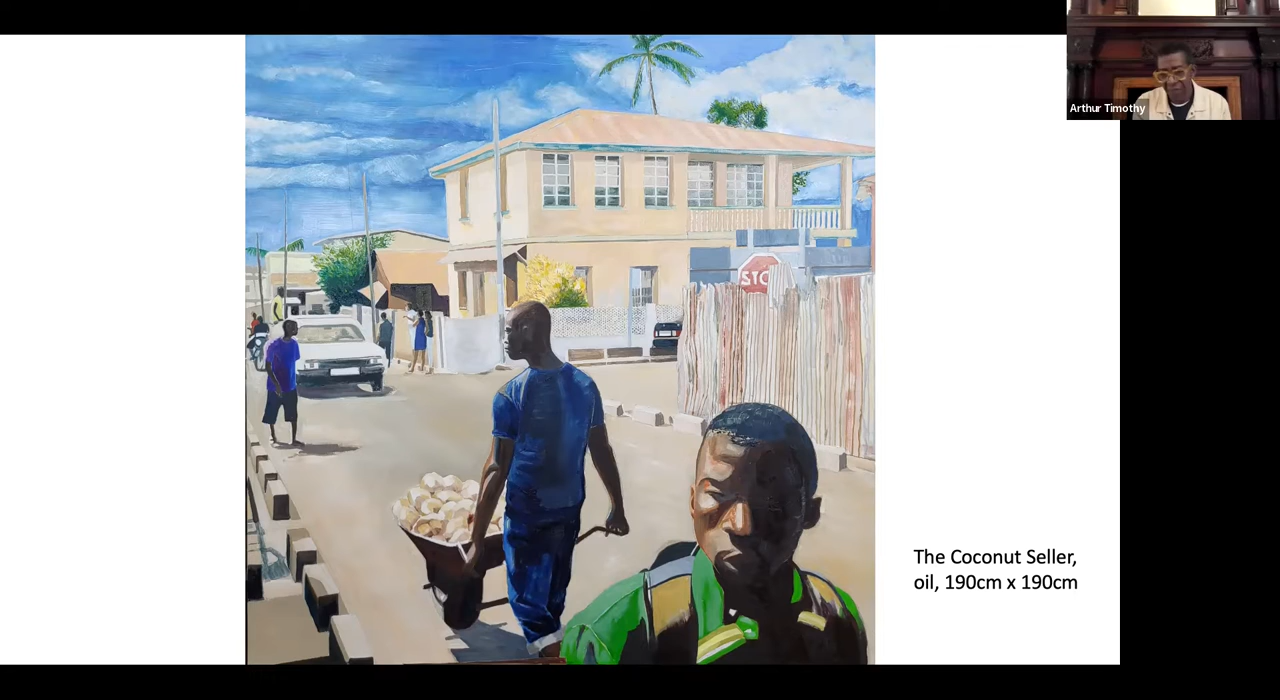 Arthur Timothy
STO
The Coconut Seller,
oil, 190cm x 190cm